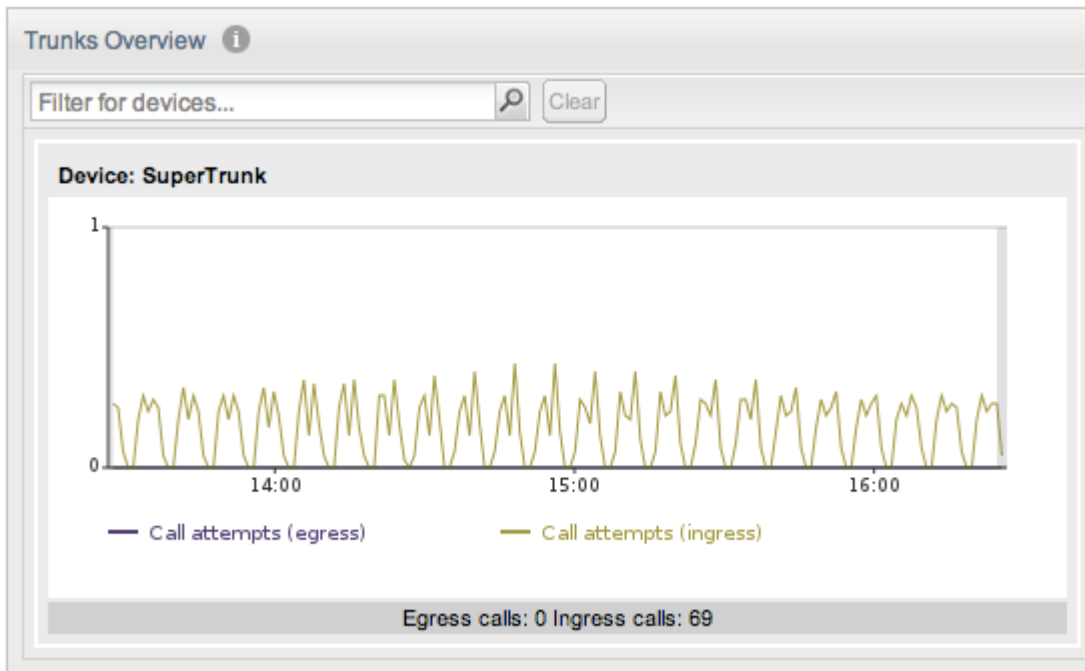 Trunks Overview i
Filter for devices... Clear
Device: SuperTrunk
1
0
14:00 15:00 16:00
Call attempts (egress) Call attempts (ingress)
Egress calls: 0 Ingress calls: 69